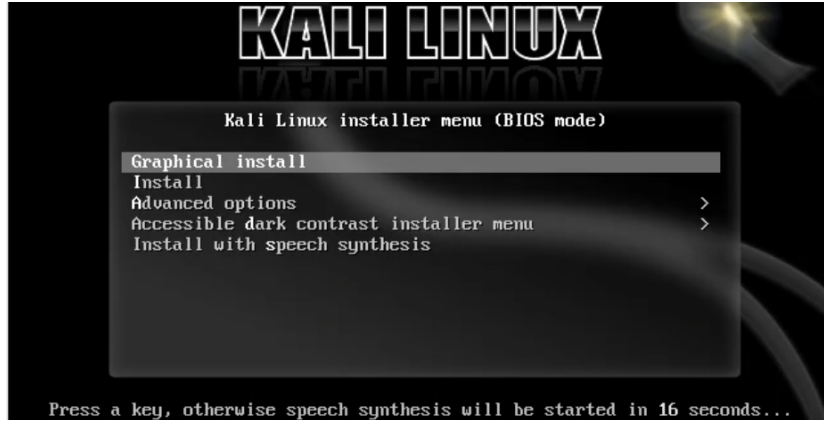 KALI LINUX
Kali Linux installer menu (BIOS mode)
Graphical install
Install
Advanced options >
Accessible dark contrast installer menu >
Install with speech synthesis
Press a key, otherwise speech synthesis will be started in 16 seconds...